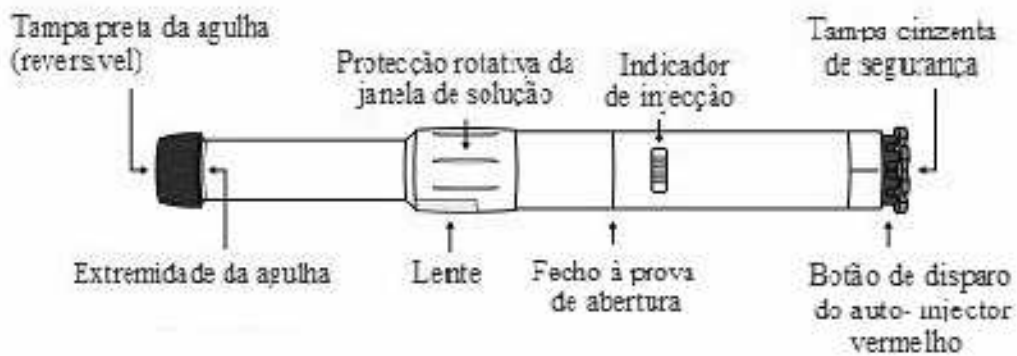 Tampa preta da agulha
(reversível)
Protecção rotativa da
janela de solução
Indicador
de injecção
Tampa cinzenta
de segurança
Extremidade da agulha
Lente
Fecho à prova
de abertura
Botão de disparo
do auto-injector
vermelho